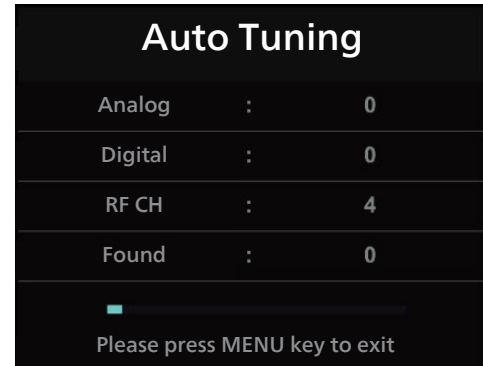 Auto Tuning
Analog : 0
Digital : 0
RF CH : 4
Found : 0
Please press MENU key to exit